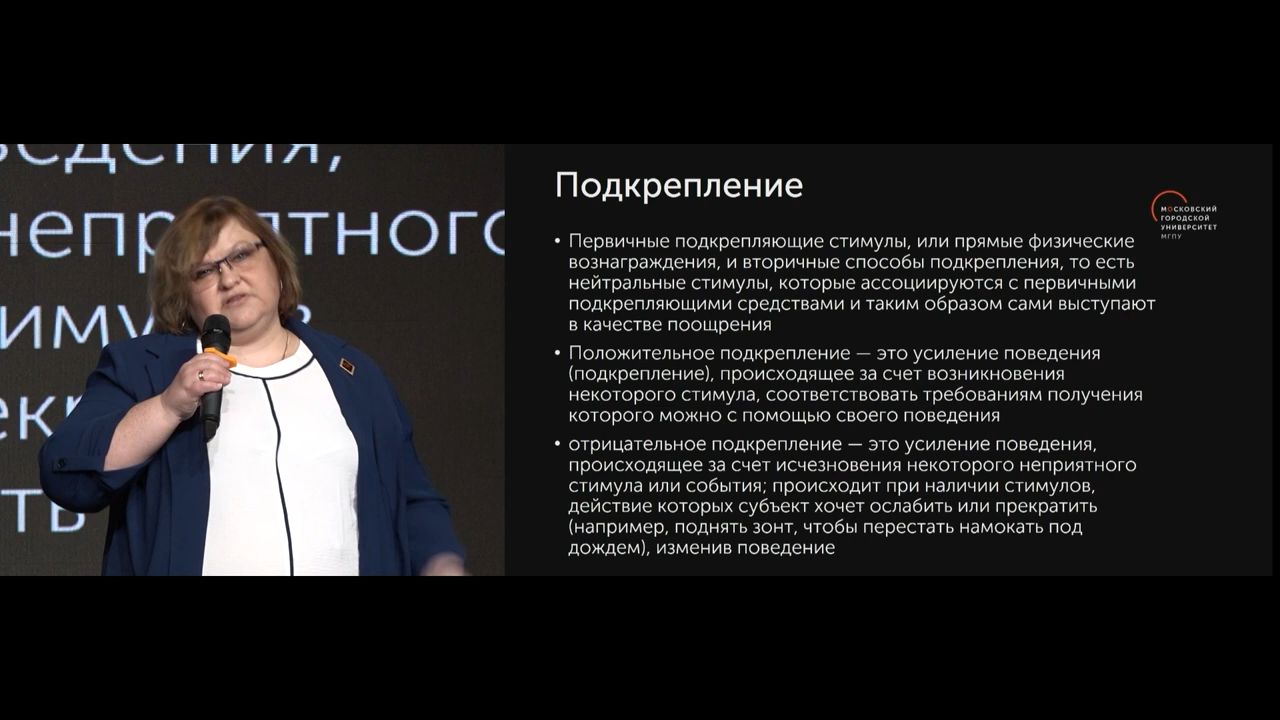 ведения,
неприятного
Подкрепление
МОСКОВСКИЙ
ГОРОДСКОЙ
УНИВЕРСИТЕТ
МГПУ
• Первичные подкрепляющие стимулы, или прямые физические
вознаграждения, и вторичные способы подкрепления, то есть
нейтральные стимулы, которые ассоциируются с первичными
подкрепляющими средствами и таким образом сами выступают
в качестве поощрения
• Положительное подкрепление — это усиление поведения
(подкрепление), происходящее за счет возникновения
некоторого стимула, соответствовать требованиям получения
которого можно с помощью своего поведения
• отрицательное подкрепление — это усиление поведения,
происходящее за счет исчезновения некоторого неприятного
стимула или события; происходит при наличии стимулов,
действие которых субъект хочет ослабить или прекратить
(например, поднять зонт, чтобы перестать намокать под
дождем), изменив поведение